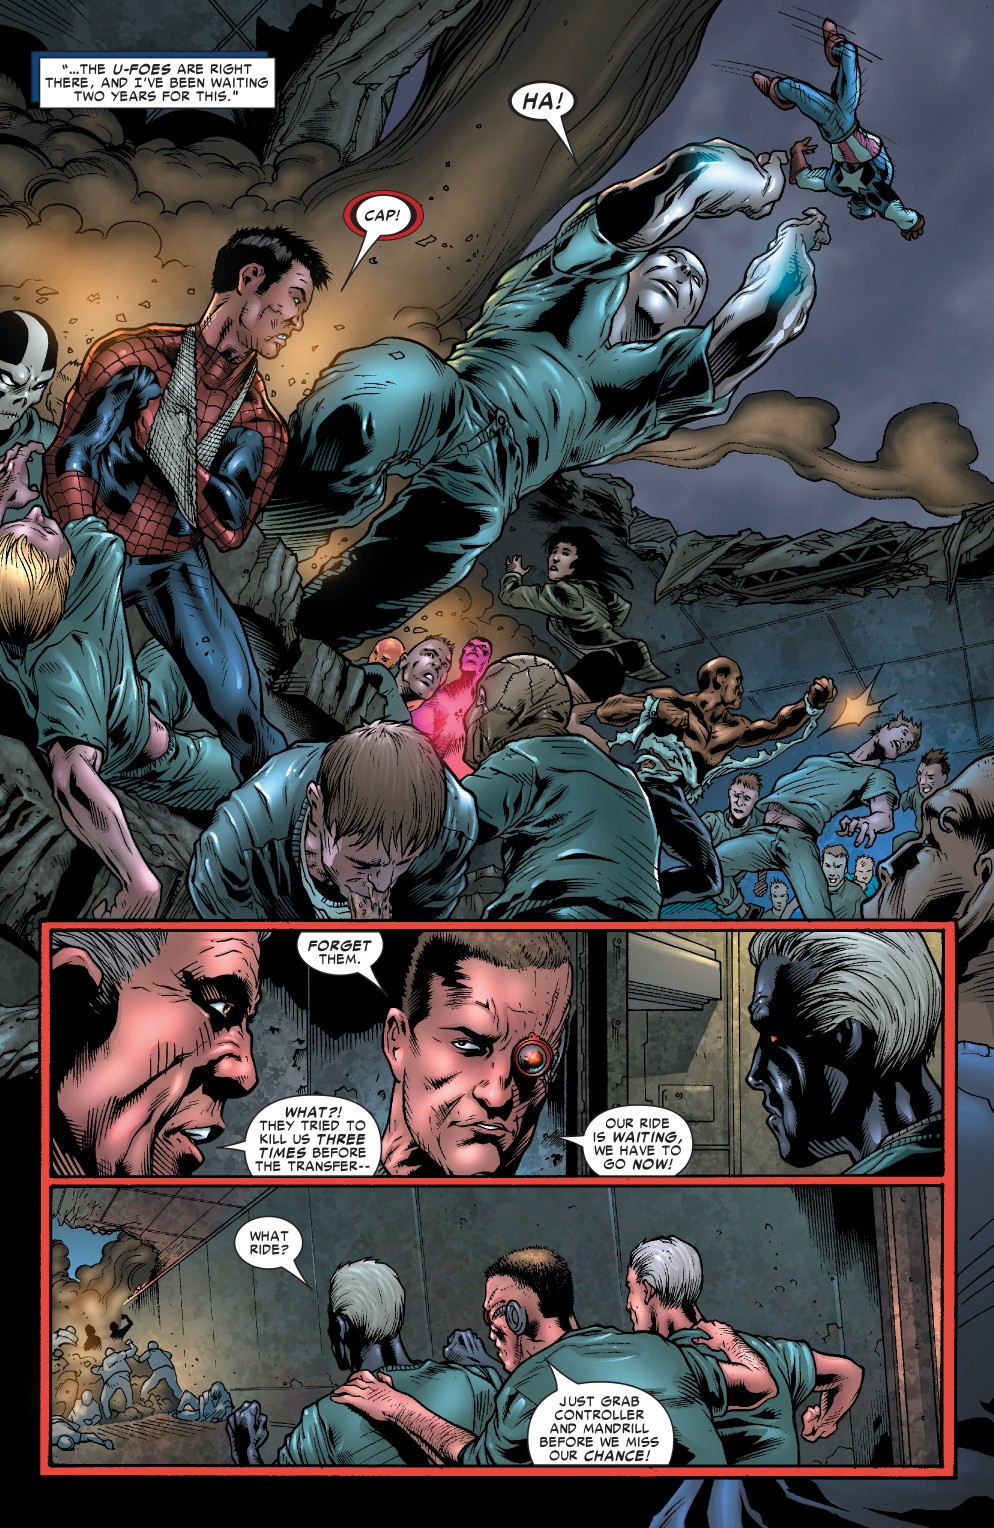 "...THE U-FOES ARE RIGHT
THERE, AND I'VE BEEN WAITING
TWO YEARS FOR THIS."
HA!
CAP!
FORGET
THEM.
WHAT?!
THEY TRIED TO
KILL US THREE
TIMES BEFORE
THE TRANSFER--
OUR RIDE
IS WAITING,
WE HAVE TO
GO NOW!
WHAT
RIDE?
JUST GRAB
CONTROLLER
AND MANDRILL
BEFORE WE MISS
OUR CHANCE!